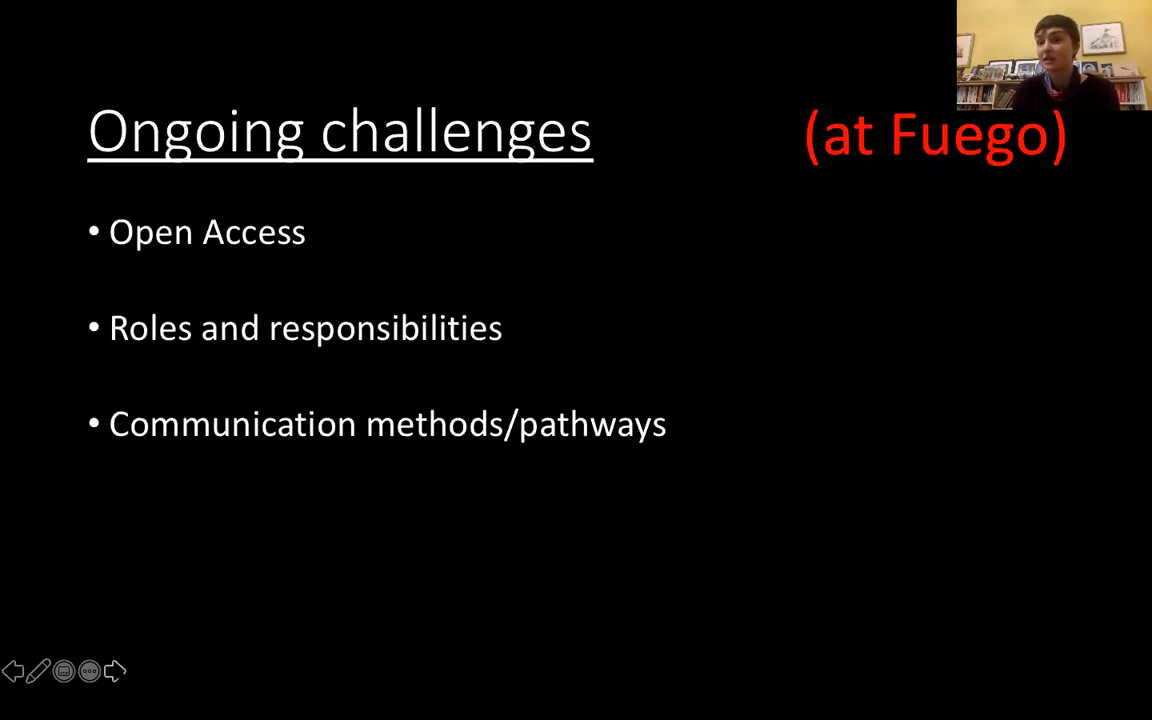 Ongoing challenges (at Fuego)
• Open Access
• Roles and responsibilities
• Communication methods/pathways